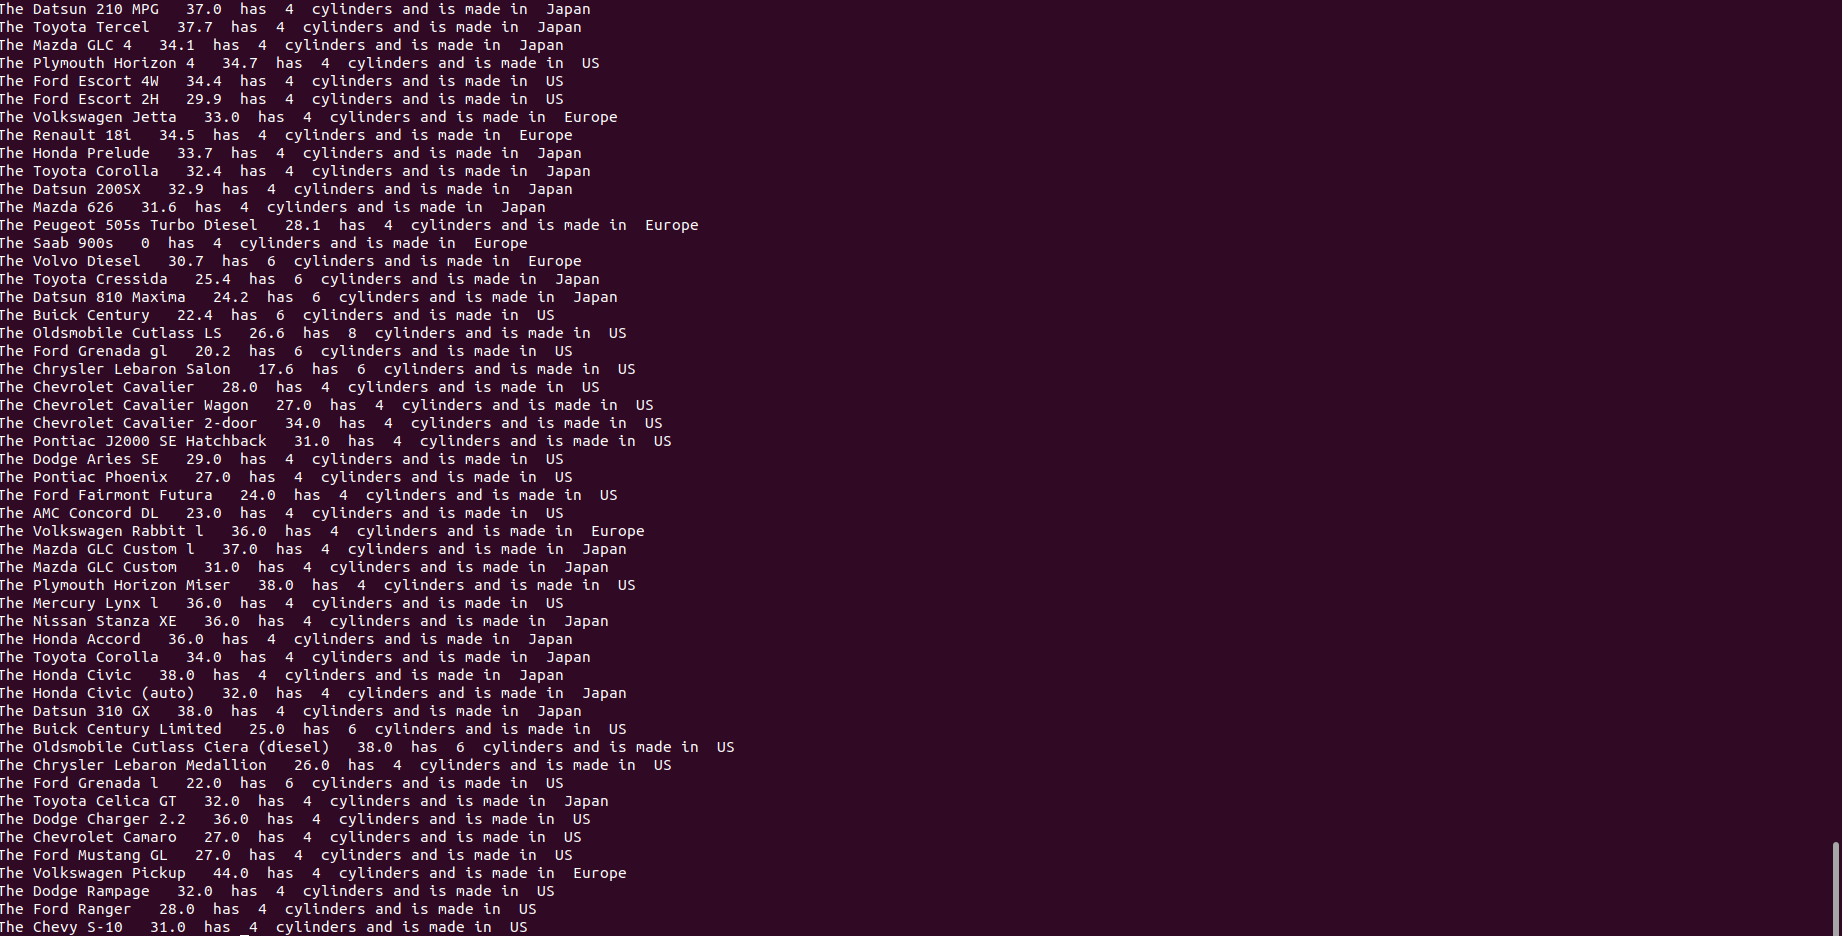 The Datsun 210 MPG   37.0  has  4  cylinders and is made in  Japan
The Toyota Tercel   37.7  has  4  cylinders and is made in  Japan
The Mazda GLC 4   34.1  has  4  cylinders and is made in  Japan
The Plymouth Horizon 4   34.7  has  4  cylinders and is made in  US
The Ford Escort 4W   34.4  has  4  cylinders and is made in  US
The Ford Escort 2H   29.9  has  4  cylinders and is made in  US
The Volkswagen Jetta   33.0  has  4  cylinders and is made in  Europe
The Renault 18i   34.5  has  4  cylinders and is made in  Europe
The Honda Prelude   33.7  has  4  cylinders and is made in  Japan
The Toyota Corolla   32.4  has  4  cylinders and is made in  Japan
The Datsun 200SX   32.9  has  4  cylinders and is made in  Japan
The Mazda 626   31.6  has  4  cylinders and is made in  Japan
The Peugeot 505s Turbo Diesel   28.1  has  4  cylinders and is made in  Europe
The Saab 900s   0  has  4  cylinders and is made in  Europe
The Volvo Diesel   30.7  has  6  cylinders and is made in  Europe
The Toyota Cressida   25.4  has  6  cylinders and is made in  Japan
The Datsun 810 Maxima   24.2  has  6  cylinders and is made in  Japan
The Buick Century   22.4  has  6  cylinders and is made in  US
The Oldsmobile Cutlass LS   26.6  has  8  cylinders and is made in  US
The Ford Grenada gl   20.2  has  6  cylinders and is made in  US
The Chrysler Lebaron Salon   17.6  has  6  cylinders and is made in  US
The Chevrolet Cavalier   28.0  has  4  cylinders and is made in  US
The Chevrolet Cavalier Wagon   27.0  has  4  cylinders and is made in  US
The Chevrolet Cavalier 2-door   34.0  has  4  cylinders and is made in  US
The Pontiac J2000 SE Hatchback   31.0  has  4  cylinders and is made in  US
The Dodge Aries SE   29.0  has  4  cylinders and is made in  US
The Pontiac Phoenix   27.0  has  4  cylinders and is made in  US
The Ford Fairmont Futura   24.0  has  4  cylinders and is made in  US
The AMC Concord DL   23.0  has  4  cylinders and is made in  US
The Volkswagen Rabbit l   36.0  has  4  cylinders and is made in  Europe
The Mazda GLC Custom l   37.0  has  4  cylinders and is made in  Japan
The Mazda GLC Custom   31.0  has  4  cylinders and is made in  Japan
The Plymouth Horizon Miser   38.0  has  4  cylinders and is made in  US
The Mercury Lynx l   36.0  has  4  cylinders and is made in  US
The Nissan Stanza XE   36.0  has  4  cylinders and is made in  Japan
The Honda Accord   36.0  has  4  cylinders and is made in  Japan
The Toyota Corolla   34.0  has  4  cylinders and is made in  Japan
The Honda Civic   38.0  has  4  cylinders and is made in  Japan
The Honda Civic (auto)   32.0  has  4  cylinders and is made in  Japan
The Datsun 310 GX   38.0  has  4  cylinders and is made in  Japan
The Buick Century Limited   25.0  has  6  cylinders and is made in  US
The Oldsmobile Cutlass Ciera (diesel)   38.0  has  6  cylinders and is made in  US
The Chrysler Lebaron Medallion   26.0  has  4  cylinders and is made in  US
The Ford Grenada l   22.0  has  6  cylinders and is made in  US
The Toyota Celica GT   32.0  has  4  cylinders and is made in  Japan
The Dodge Charger 2.2   36.0  has  4  cylinders and is made in  US
The Chevrolet Camaro   27.0  has  4  cylinders and is made in  US
The Ford Mustang GL   27.0  has  4  cylinders and is made in  US
The Volkswagen Pickup   44.0  has  4  cylinders and is made in  Europe
The Dodge Rampage   32.0  has  4  cylinders and is made in  US
The Ford Ranger   28.0  has  4  cylinders and is made in  US
The Chevy S-10   31.0  has  4  cylinders and is made in  US